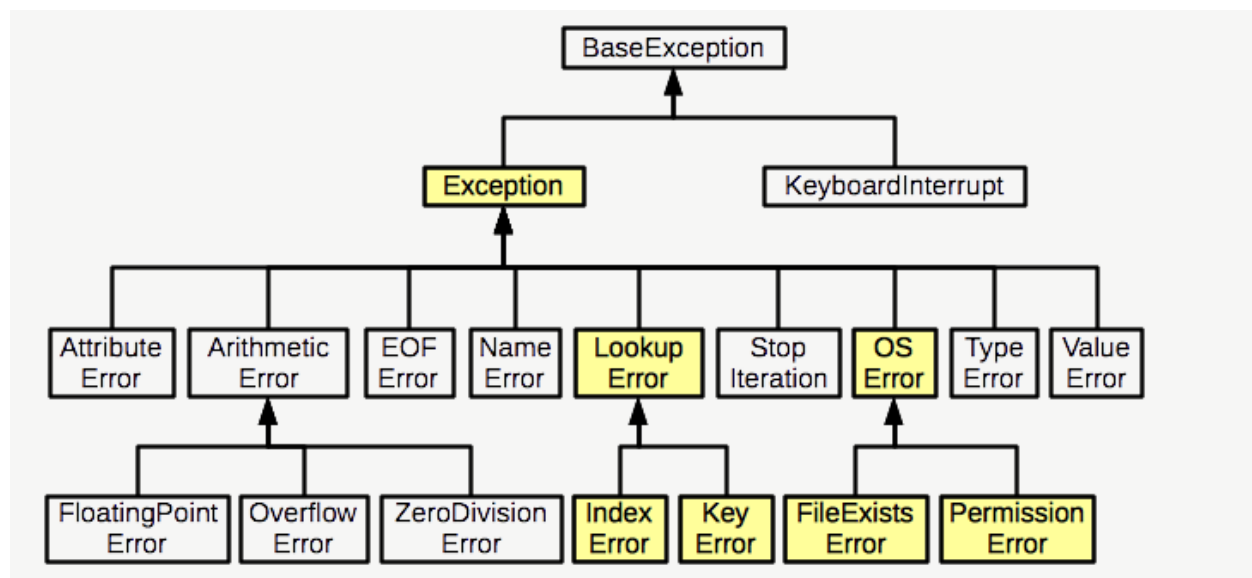 BaseException
Exception
KeyboardInterrupt
Attribute
Error
Arithmetic
Error
EOF
Error
Name
Error
Lookup
Error
Stop
Iteration
OS
Error
Type
Error
Value
Error
FloatingPoint
Error
Overflow
Error
ZeroDivision
Error
Index
Error
Key
Error
FileExists
Error
Permission
Error